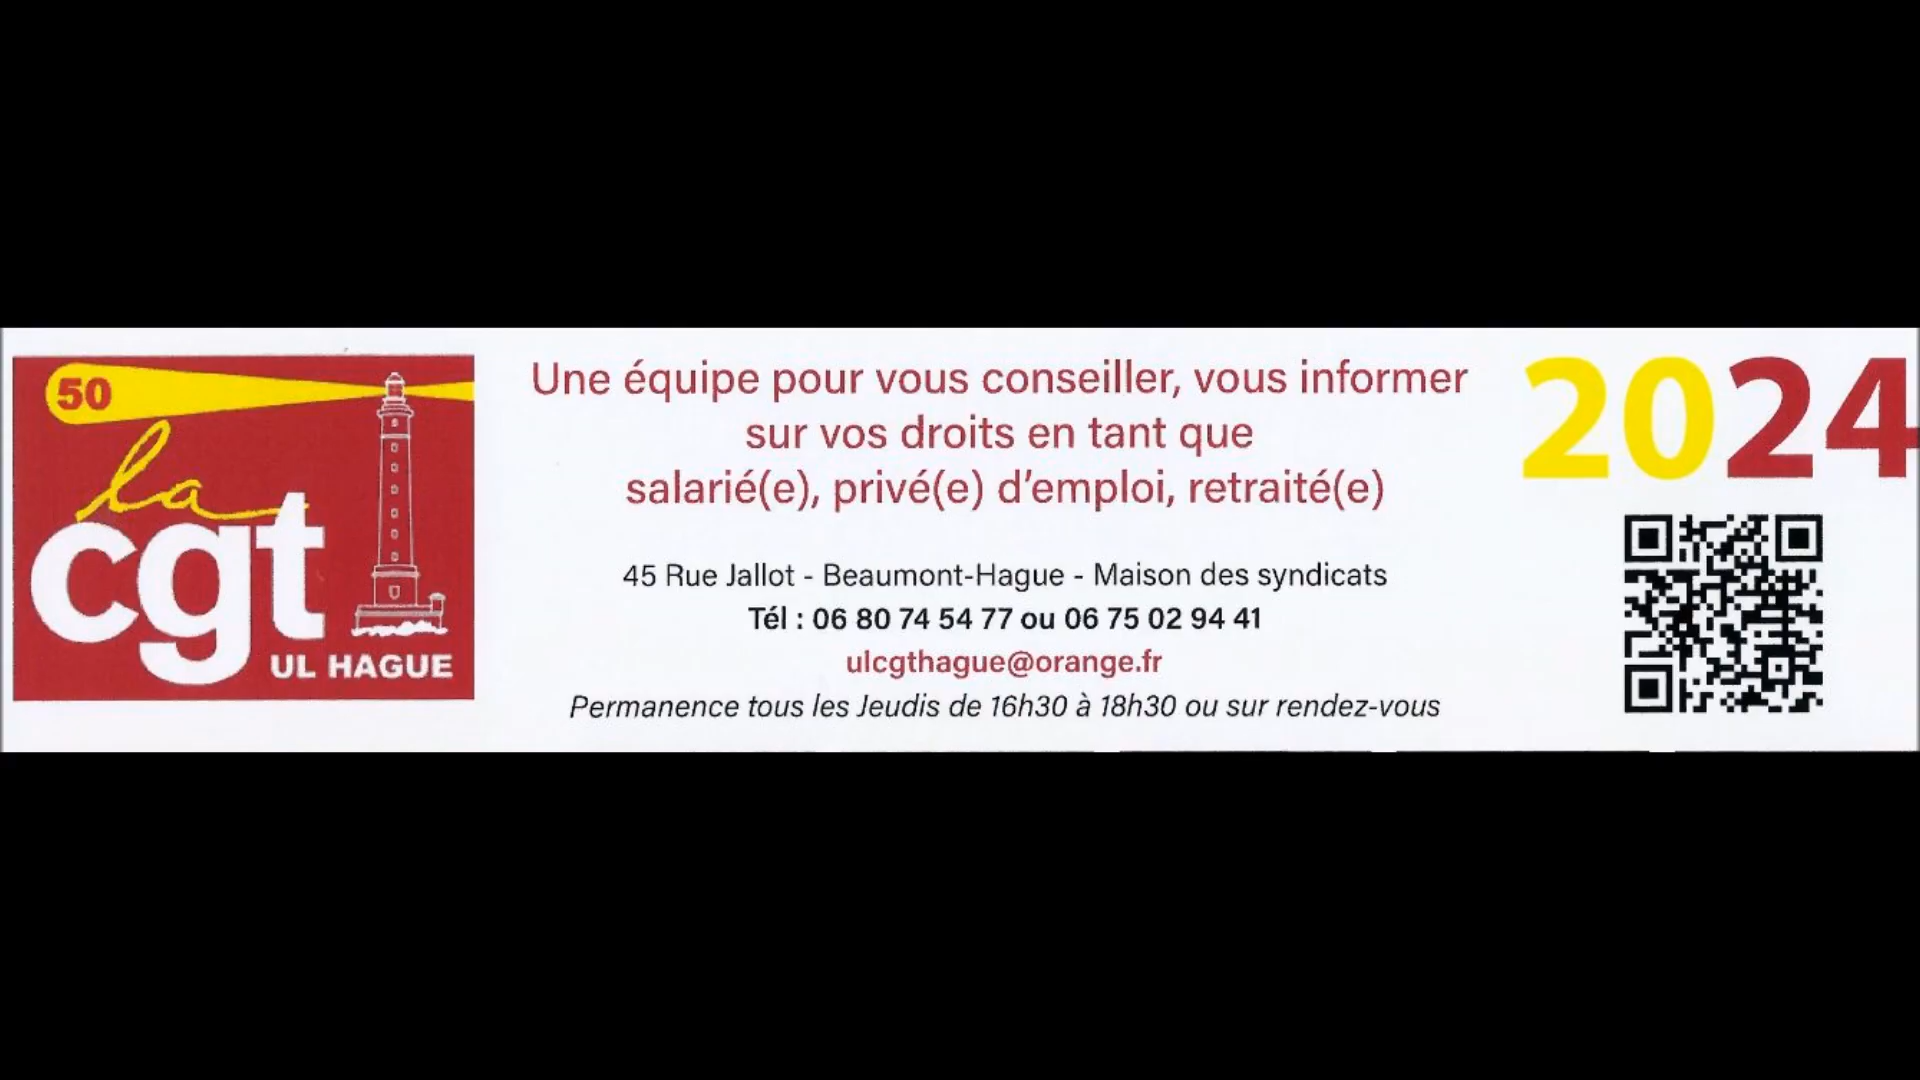 50
la
cgt
UL HAGUE
Une équipe pour vous conseiller, vous informer
sur vos droits en tant que
salarié(e), privé(e) d'emploi, retraité(e)
45 Rue Jallot - Beaumont-Hague - Maison des syndicats
Tél : 06 80 74 54 77 ou 06 75 02 94 41
ulcgthague@orange.fr
Permanence tous les Jeudis de 16h30 à 18h30 ou sur rendez-vous
2024